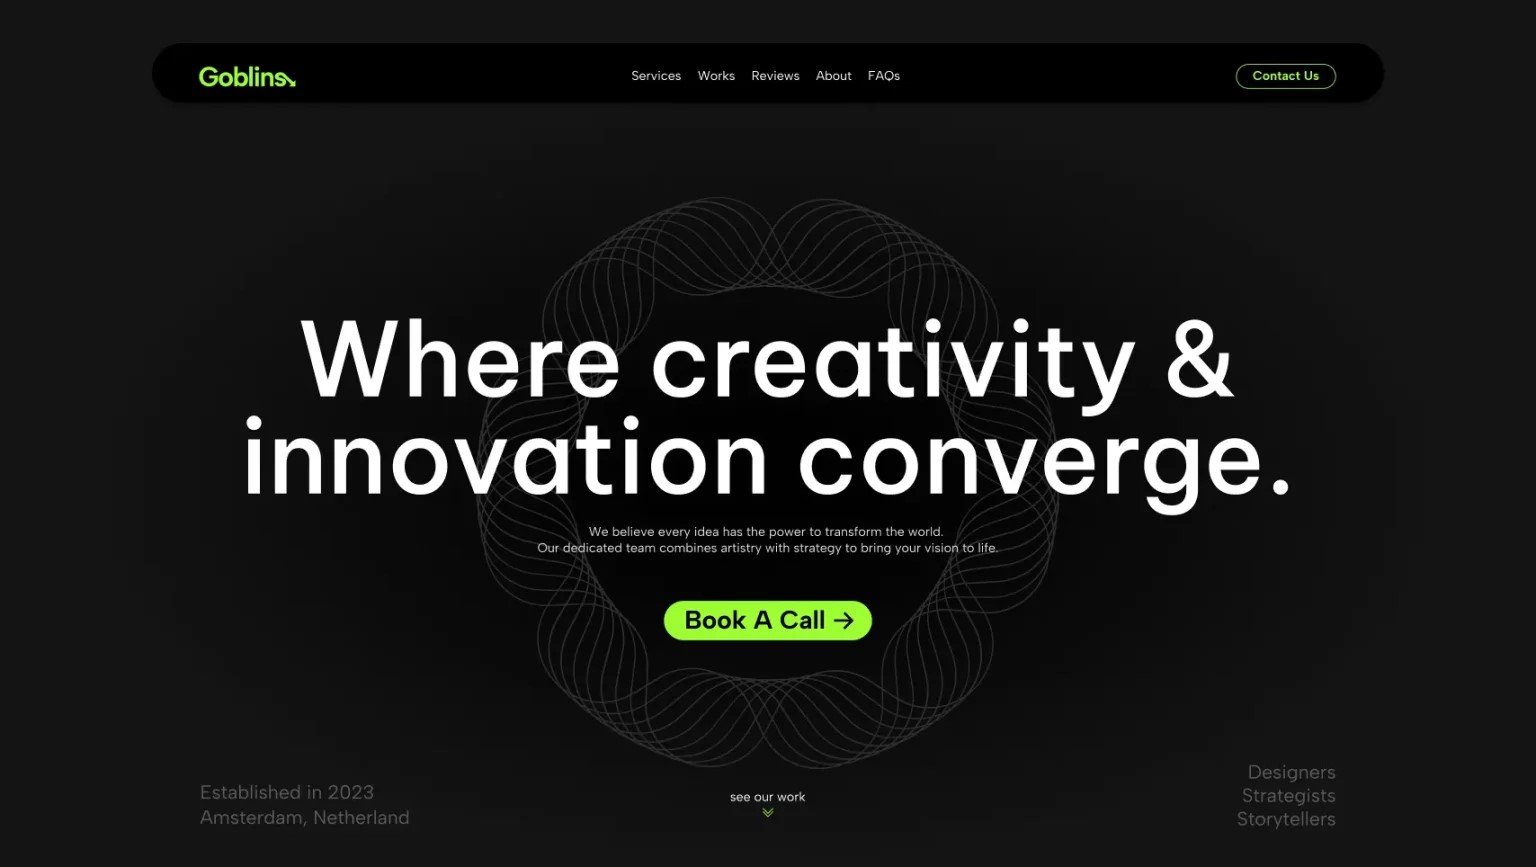 Goblins
Services Works Reviews About FAQs
Contact Us
Where creativity &
innovation converge.
We believe every idea has the power to transform the world.
Our dedicated team combines artistry with strategy to bring your vision to life.
Book A Call →
Established in 2023
Amsterdam, Netherland
see our work
Designers
Strategists
Storytellers